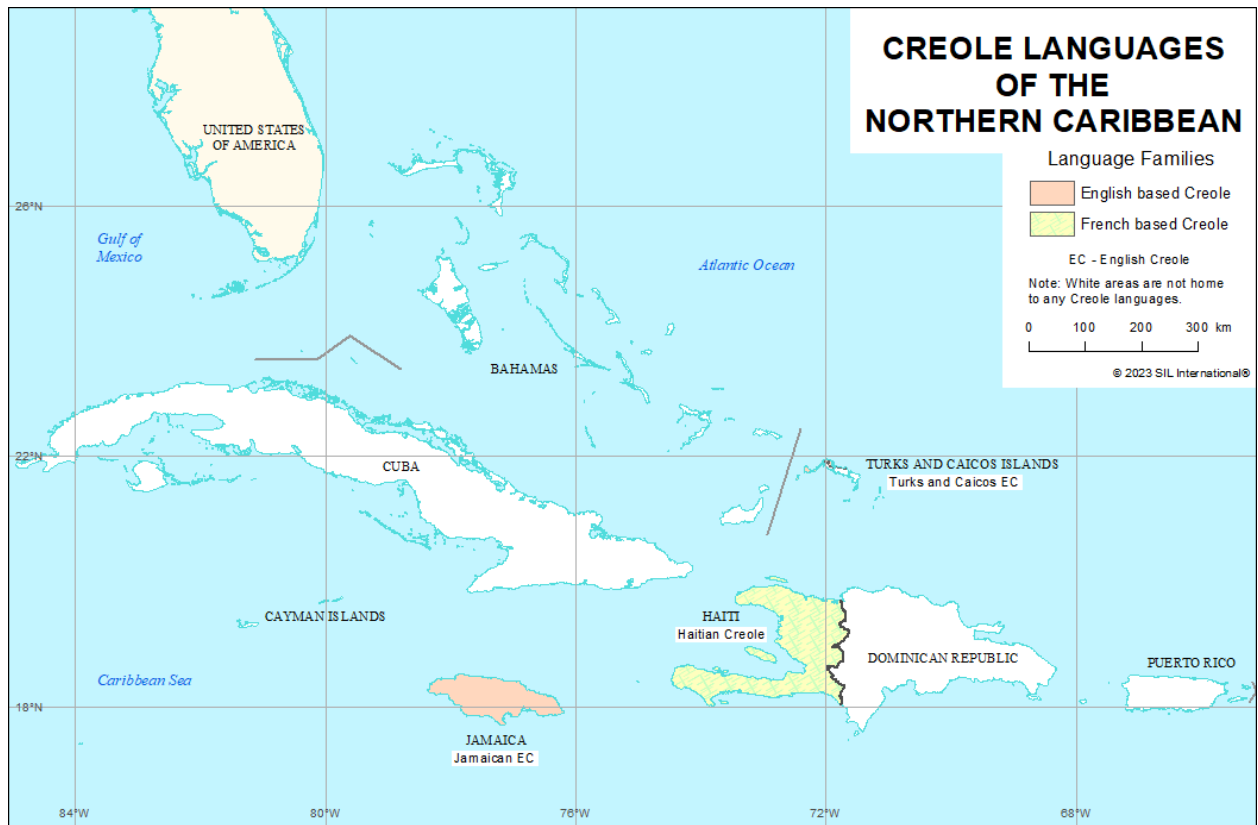 CREOLE LANGUAGES
OF THE
NORTHERN CARIBBEAN
Language Families
English based Creole
French based Creole
EC - English Creole
Note: White areas are not home
to any Creole languages.
0 100 200 300 km
© 2023 SIL International®
UNITED STATES
OF AMERICA
26°N
Gulf of
Mexico
Atlantic Ocean
BAHAMAS
22°N
CUBA
TURKS AND CAICOS ISLANDS
Turks and Caicos EC
CAYMAN ISLANDS
HAITI
Haitian Creole
DOMINICAN REPUBLIC
PUERTO RICO
Caribbean Sea
18°N
JAMAICA
Jamaican EC
84°W 80°W 76°W 72°W 68°W